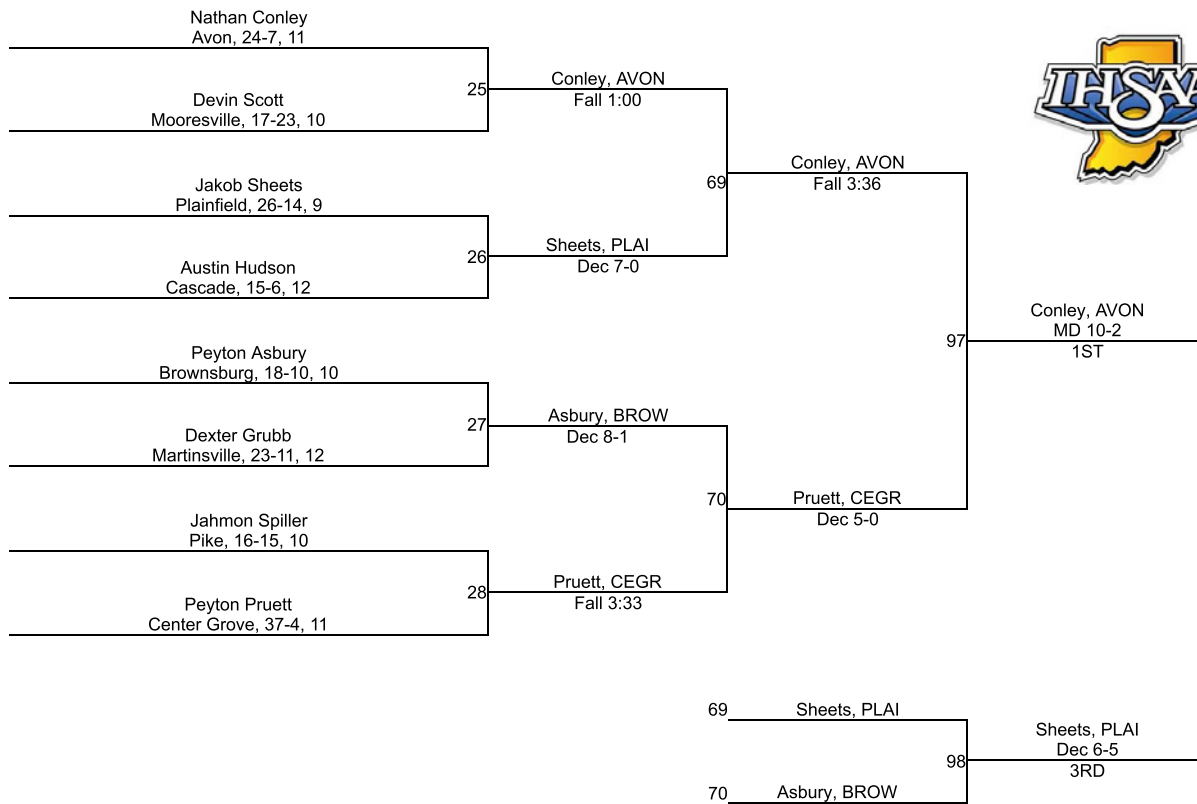 Nathan Conley
Avon, 24-7, 11
Devin Scott
Mooresville, 17-23, 10
Jakob Sheets
Plainfield, 26-14, 9
Austin Hudson
Cascade, 15-6, 12
Peyton Asbury
Brownsburg, 18-10, 10
Dexter Grubb
Martinsville, 23-11, 12
Jahmon Spiller
Pike, 16-15, 10
Peyton Pruett
Center Grove, 37-4, 11
25
Conley, AVON
Fall 1:00
26
Sheets, PLAI
Dec 7-0
27
Asbury, BROW
Dec 8-1
28
Pruett, CEGR
Fall 3:33
69
Conley, AVON
Fall 3:36
70
Pruett, CEGR
Dec 5-0
97
Conley, AVON
MD 10-2
1ST
69
Sheets, PLAI
70
Asbury, BROW
98
Sheets, PLAI
Dec 6-5
3RD
IHSAA